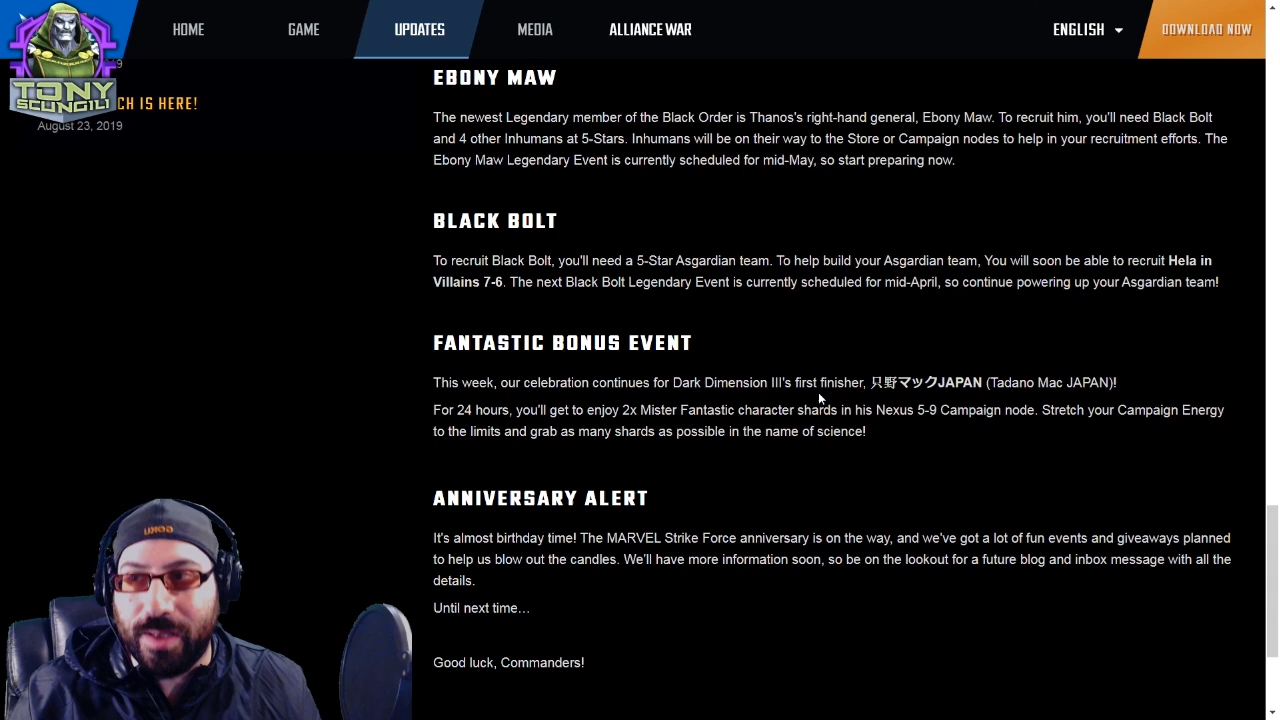 HOME
GAME
UPDATES
MEDIA
ALLIANCE WAR
ENGLISH
DOWNLOAD NOW
TONY
SCUNGILI
CH IS HERE!
August 23, 2019
EBONY MAW
The newest Legendary member of the Black Order is Thanos's right-hand general, Ebony Maw. To recruit him, you'll need Black Bolt
and 4 other Inhumans at 5-Stars. Inhumans will be on their way to the Store or Campaign nodes to help in your recruitment efforts. The
Ebony Maw Legendary Event is currently scheduled for mid-May, so start preparing now.
BLACK BOLT
To recruit Black Bolt, you'll need a 5-Star Asgardian team. To help build your Asgardian team, You will soon be able to recruit Hela in
Villains 7-6. The next Black Bolt Legendary Event is currently scheduled for mid-April, so continue powering up your Asgardian team!
FANTASTIC BONUS EVENT
This week, our celebration continues for Dark Dimension III's first finisher, 只野マックJAPAN (Tadano Mac JAPAN)!
For 24 hours, you'll get to enjoy 2x Mister Fantastic character shards in his Nexus 5-9 Campaign node. Stretch your Campaign Energy
to the limits and grab as many shards as possible in the name of science!
ANNIVERSARY ALERT
It's almost birthday time! The MARVEL Strike Force anniversary is on the way, and we've got a lot of fun events and giveaways planned
to help us blow out the candles. We'll have more information soon, so be on the lookout for a future blog and inbox message with all the
details.
Until next time…
Good luck, Commanders!